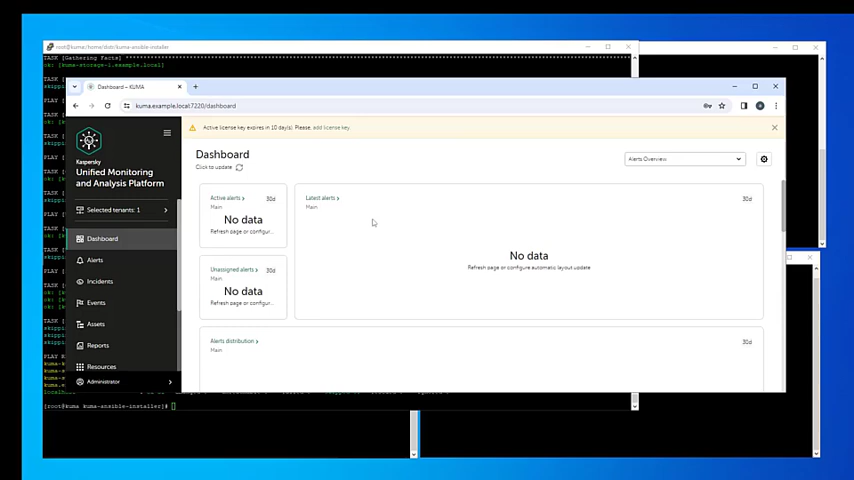 root@kuma:/home/distr/kuma-ansible-installer
TASK [Gathering Facts]
ok: [kuma-storage-1.example.local]
Dashboard – KUMA
kuma.example.local:7220/dashboard
Active license key expires in 10 day(s). Please, add license key.
Kaspersky
Unified Monitoring
and Analysis Platform
Selected tenants: 1
Dashboard
Alerts
Incidents
Events
Assets
Reports
Resources
Administrator
Dashboard
Click to update
Alerts Overview
Active alerts
30d
Main
No data
Refresh page or configur...
Latest alerts
30d
Main
No data
Refresh page or configure automatic layout update
Unassigned alerts
30d
Main
No data
Refresh page or configur...
Alerts distribution
30d
Main
[root@kuma kuma-ansible-installer]#